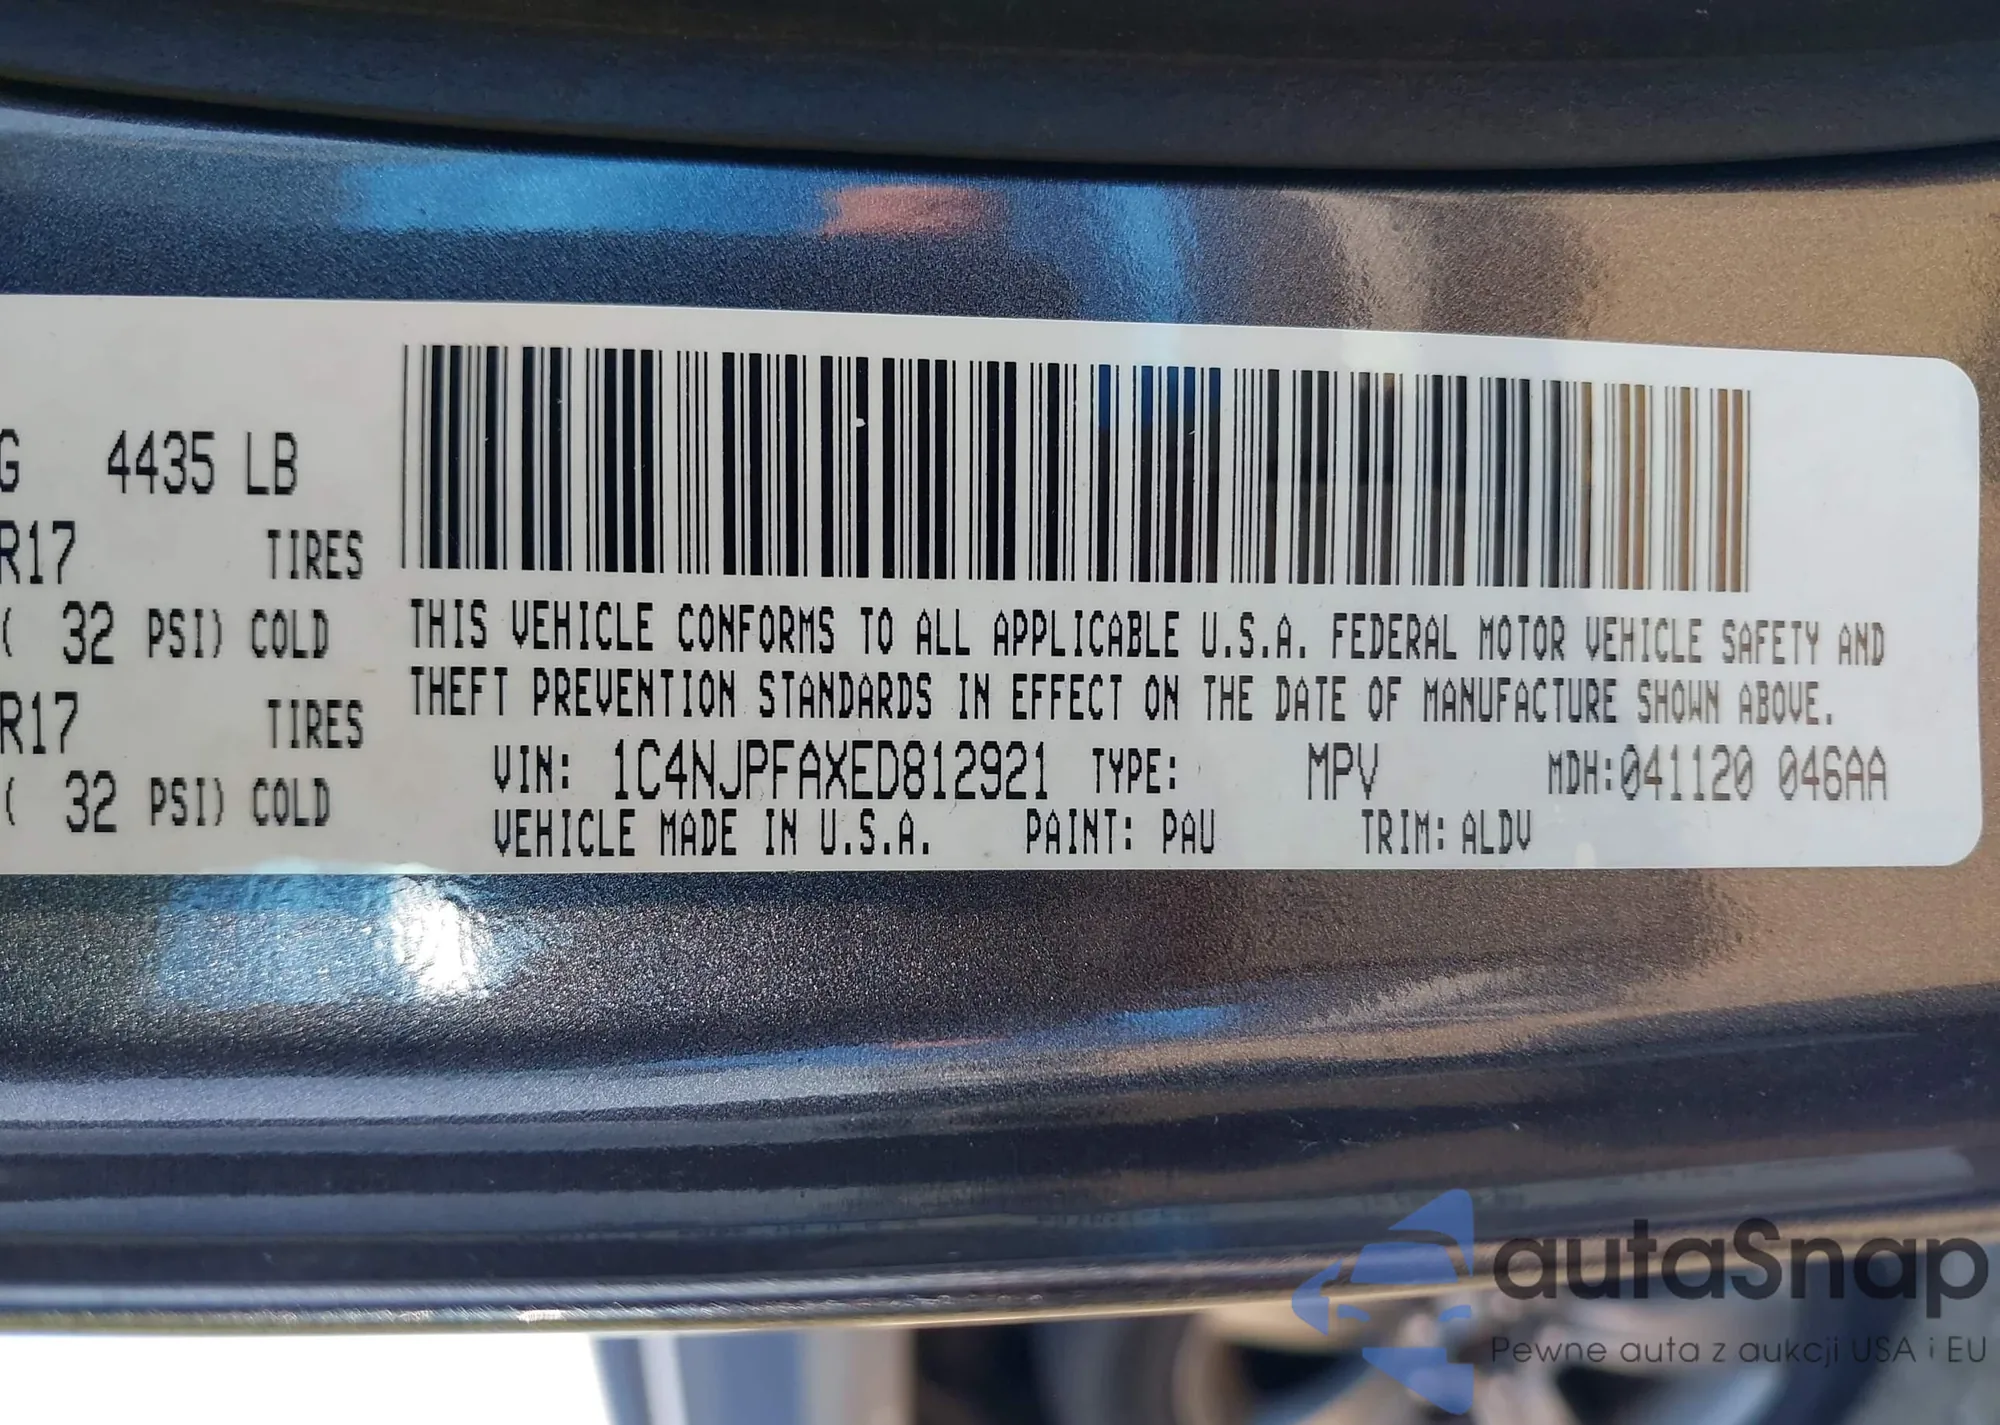 G 4435 LB
R17 TIRES
( 32 PSI) COLD
R17 TIRES
( 32 PSI) COLD
THIS VEHICLE CONFORMS TO ALL APPLICABLE U.S.A. FEDERAL MOTOR VEHICLE SAFETY AND
THEFT PREVENTION STANDARDS IN EFFECT ON THE DATE OF MANUFACTURE SHOWN ABOVE.
VIN: 1C4NJPFAXED812921 TYPE: MPV MDH:041120 046AA
VEHICLE MADE IN U.S.A. PAINT: PAU TRIM: ALDV
autaSnap
Pewne auta z aukcji USA i EU